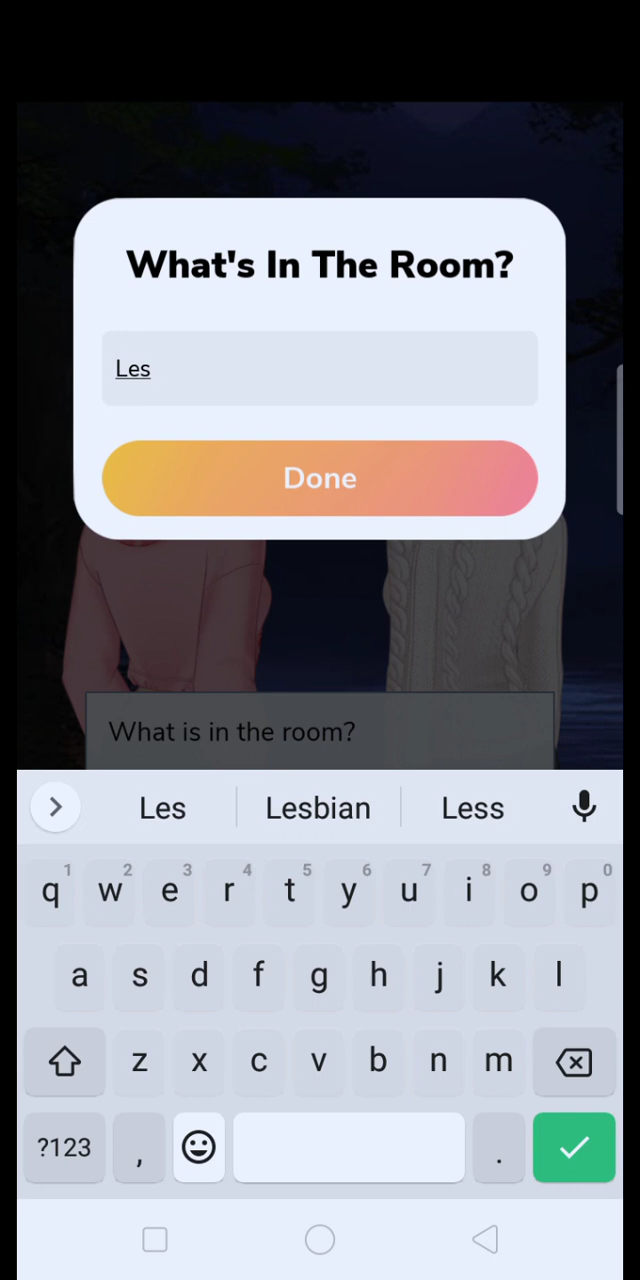 What's In The Room?
Les
Done
What is in the room?
Les Lesbian Less
1 2 3 4 5 6 7 8 9 0
q w e r t y u i o p
a s d f g h j k l
z x c v b n m
?123 , .